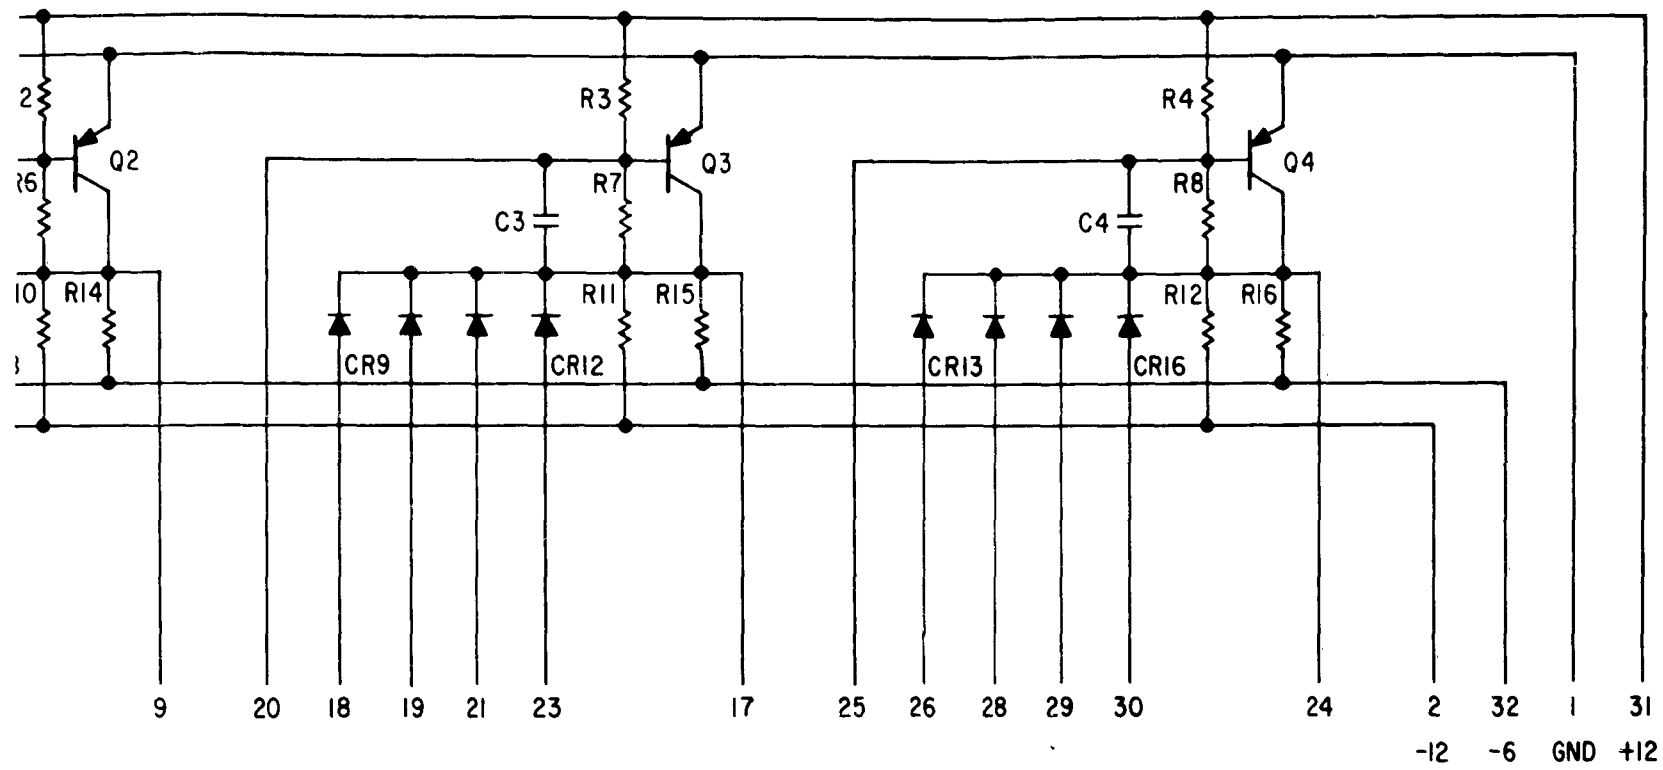 2 R3 R4
Q2 Q3 Q4
R6 R7 R8
C3 C4
10 R14 R11 R15 R12 R16
CR9 CR12 CR13 CR16
9 20 18 19 21 23 17 25 26 28 29 30 24 2 32 1 31
-12 -6 GND +12